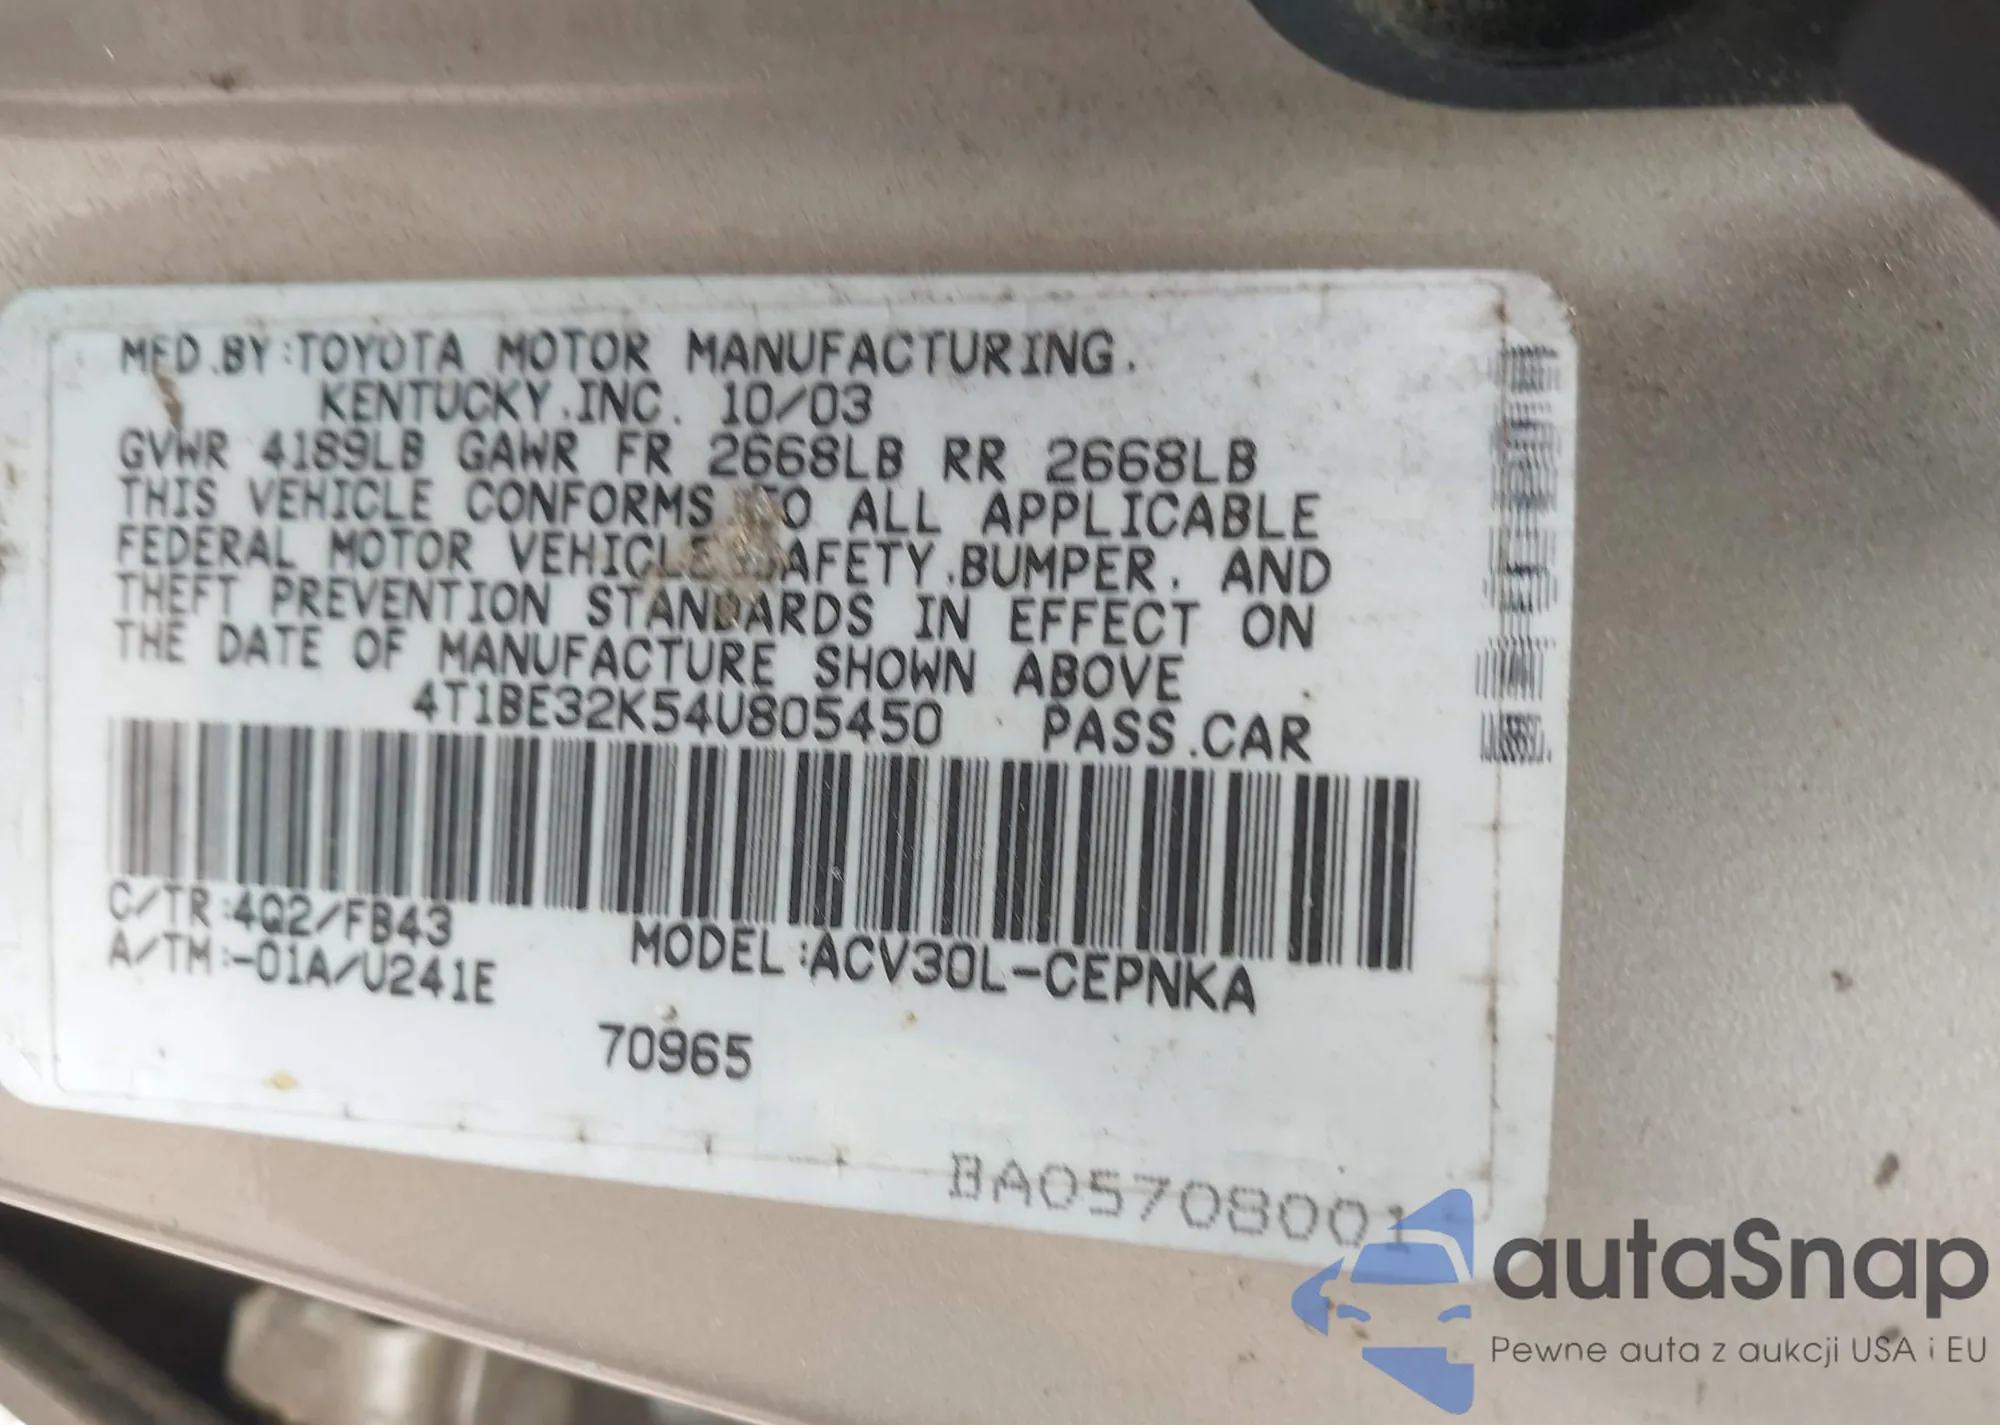 MFD.BY:TOYOTA MOTOR MANUFACTURING.
KENTUCKY.INC. 10/03
GVWR 4189LB GAWR FR 2668LB RR 2668LB
THIS VEHICLE CONFORMS TO ALL APPLICABLE
FEDERAL MOTOR VEHICLE SAFETY.BUMPER. AND
THEFT PREVENTION STANDARDS IN EFFECT ON
THE DATE OF MANUFACTURE SHOWN ABOVE
4T1BE32K54U805450 PASS.CAR
C/TR:4Q2/FB43
A/TM:-01A/U241E
MODEL:ACV30L-CEPNKA
70965
BA05708001
autaSnap
Pewne auta z aukcji USA i EU